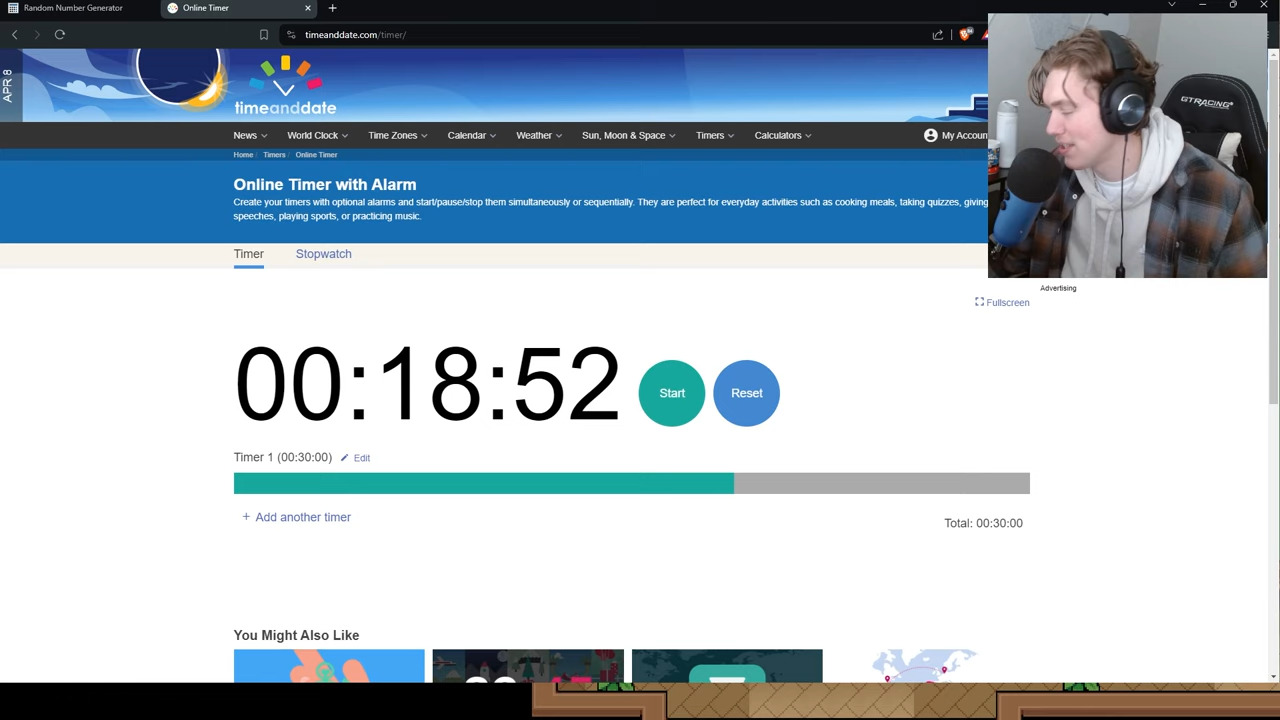 Random Number Generator
Online Timer
timeanddate.com/timer/
APR 8
timeanddate
News
World Clock
Time Zones
Calendar
Weather
Sun, Moon & Space
Timers
Calculators
My Accoun
Home / Timers / Online Timer
Online Timer with Alarm
Create your timers with optional alarms and start/pause/stop them simultaneously or sequentially. They are perfect for everyday activities such as cooking meals, taking quizzes, giving
speeches, playing sports, or practicing music.
Timer
Stopwatch
GTRACING
Advertising
Fullscreen
00:18:52
Start
Reset
Timer 1 (00:30:00)
Edit
+ Add another timer
Total: 00:30:00
You Might Also Like